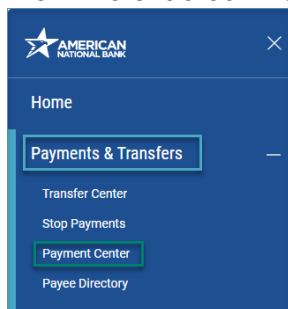 AMERICAN
NATIONAL BANK
Home
Payments & Transfers
Transfer Center
Stop Payments
Payment Center
Payee Directory